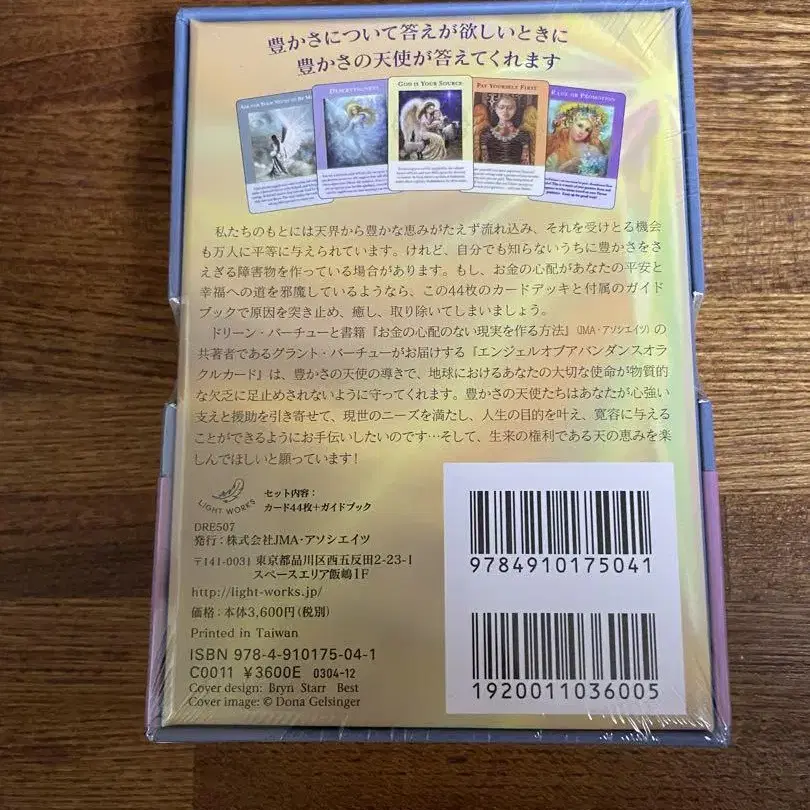 豊かさについて答えが欲しいときに
豊かさの天使が答えてくれます
DESERVINGNESS
GOD IS YOUR SOURCE
PAY YOURSELF FIRST
RAISE OR PROMOTION
私たちのもとには天界から豊かな恵みがたえず流れ込み、それを受けとる機会
も万人に平等に与えられています。けれど、自分でも知らないうちに豊かさをさ
えぎる障害物を作っている場合があります。もし、お金の心配があなたの平安と
幸福への道を邪魔しているようなら、この44枚のカードデッキと付属のガイド
ブックで原因を突き止め、癒し、取り除いてしまいましょう。
ドリーン・バーチューと書籍『お金の心配のない現実を作る方法』(JMA・アソシエイツ)の
共著者であるグラント・バーチューがお届けする『エンジェルオブアバンダンスオラ
クルカード』は、豊かさの天使の導きで、地球におけるあなたの大切な使命が物質的
な欠乏に足止めされないように守ってくれます。豊かさの天使たちはあなたが心強い
支えと援助を引き寄せて、現世のニーズを満たし、人生の目的を叶え、寛容に与える
ことができるようにお手伝いしたいのです…そして、生来の権利である天の恵みを楽
しんでほしいと願っています!
LIGHT WORKS
セット内容:
カード44枚+ガイドブック
DRE507
発行:株式会社JMA・アソシエイツ
〒141-0031 東京都品川区西五反田2-23-1
スペースエリア飯嶋1F
http://light-works.jp/
価格:本体3,600円(税別)
Printed in Taiwan
ISBN 978-4-910175-04-1
C0011 ¥3600E 0304-12
Cover design: Bryn Starr Best
Cover image: © Dona Gelsinger
9784910175041
1920011036005